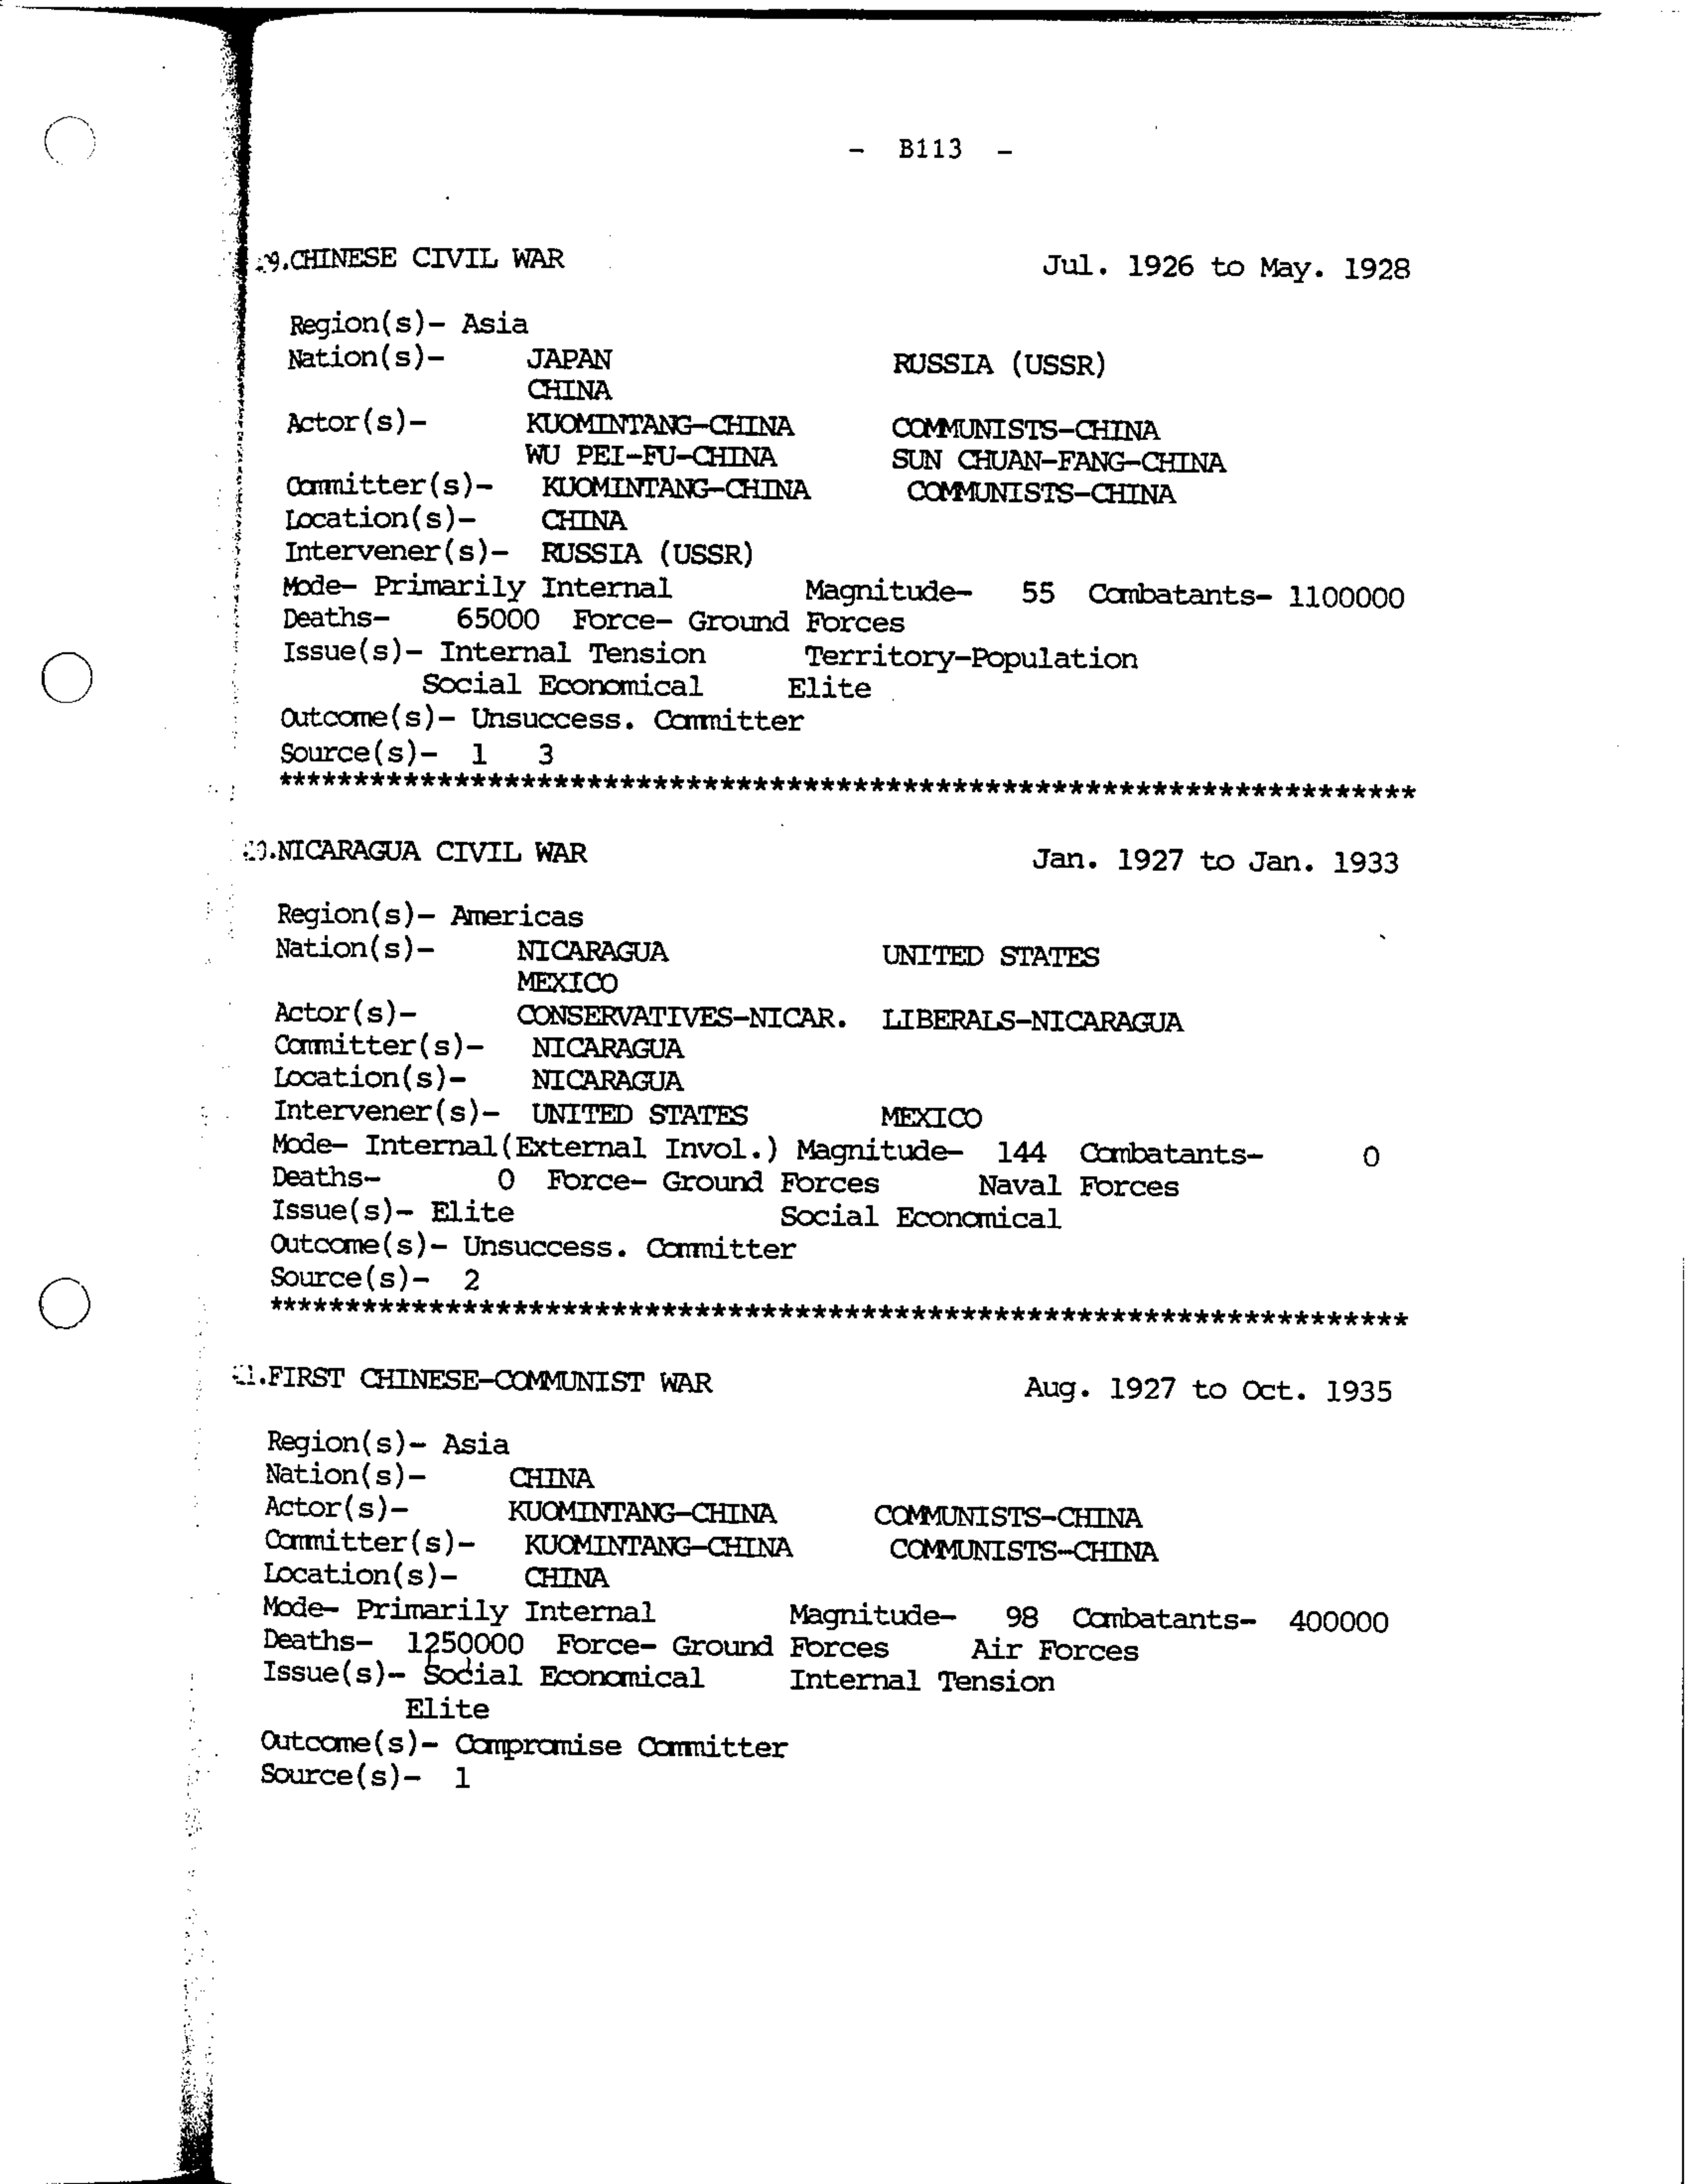 - B113 -
9.CHINESE CIVIL WAR Jul. 1926 to May. 1928
Region(s)- Asia
Nation(s)- JAPAN RUSSIA (USSR)
CHINA
Actor(s)- KUOMINTANG-CHINA COMMUNISTS-CHINA
WU PEI-FU-CHINA SUN CHUAN-FANG-CHINA
Committer(s)- KUOMINTANG-CHINA COMMUNISTS-CHINA
Location(s)- CHINA
Intervener(s)- RUSSIA (USSR)
Mode- Primarily Internal Magnitude- 55 Combatants- 1100000
Deaths- 65000 Force- Ground Forces
Issue(s)- Internal Tension Territory-Population
Social Economical Elite
Outcome(s)- Unsuccess. Committer
Source(s)- 1 3
********************************************************************
0.NICARAGUA CIVIL WAR Jan. 1927 to Jan. 1933
Region(s)- Americas
Nation(s)- NICARAGUA UNITED STATES
MEXICO
Actor(s)- CONSERVATIVES-NICAR. LIBERALS-NICARAGUA
Committer(s)- NICARAGUA
Location(s)- NICARAGUA
Intervener(s)- UNITED STATES MEXICO
Mode- Internal(External Invol.) Magnitude- 144 Combatants- 0
Deaths- 0 Force- Ground Forces Naval Forces
Issue(s)- Elite Social Economical
Outcome(s)- Unsuccess. Committer
Source(s)- 2
********************************************************************
1.FIRST CHINESE-COMMUNIST WAR Aug. 1927 to Oct. 1935
Region(s)- Asia
Nation(s)- CHINA
Actor(s)- KUOMINTANG-CHINA COMMUNISTS-CHINA
Committer(s)- KUOMINTANG-CHINA COMMUNISTS-CHINA
Location(s)- CHINA
Mode- Primarily Internal Magnitude- 98 Combatants- 400000
Deaths- 1250000 Force- Ground Forces Air Forces
Issue(s)- Social Economical Internal Tension
Elite
Outcome(s)- Compromise Committer
Source(s)- 1